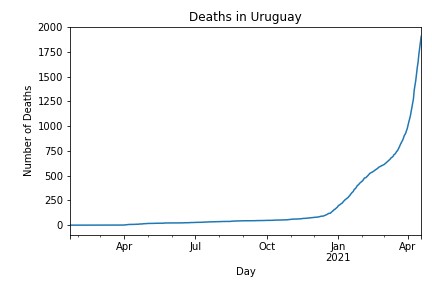 Deaths in Uruguay
2000
1750
1500
1250
1000
750
500
250
0
Number of Deaths
Apr
Jul
Oct
Jan
2021
Apr
Day